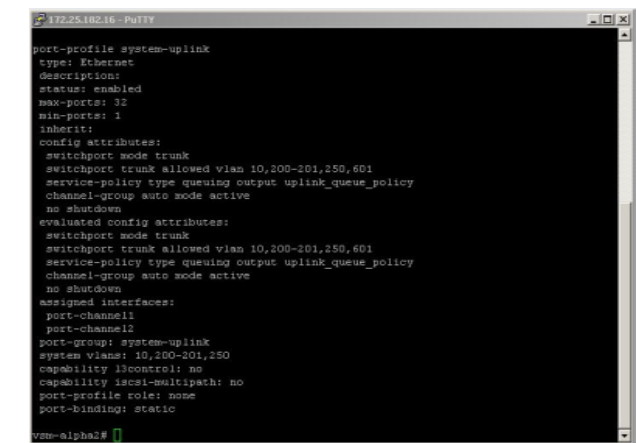 172.25.182.16 - PuTTY
port-profile system-uplink
type: Ethernet
description:
status: enabled
max-ports: 32
min-ports: 1
inherit:
config attributes:
switchport mode trunk
switchport trunk allowed vlan 10,200-201,250,601
service-policy type queuing output uplink_queue_policy
channel-group auto mode active
no shutdown
evaluated config attributes:
switchport mode trunk
switchport trunk allowed vlan 10,200-201,250,601
service-policy type queuing output uplink_queue_policy
channel-group auto mode active
no shutdown
assigned interfaces:
port-channel1
port-channel2
port-group: system-uplink
system vlans: 10,200-201,250
capability l3control: no
capability iscsi-multipath: no
port-profile role: none
port-binding: static
vsm-alpha2#